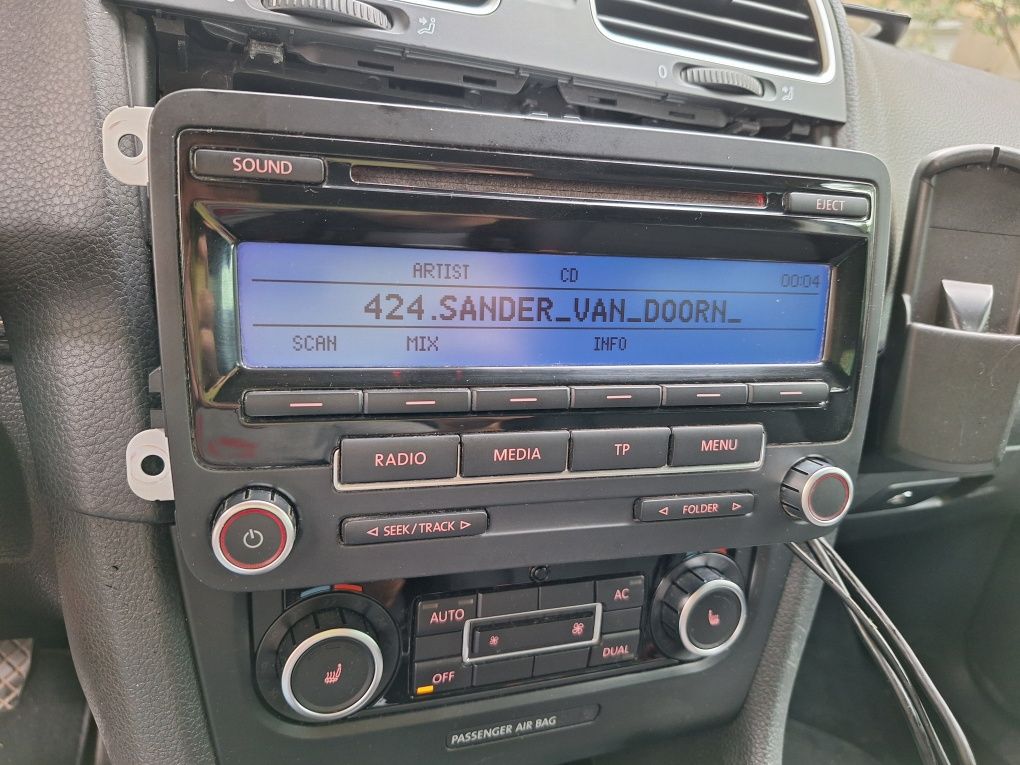 0
SOUND
EJECT
ARTIST CD 00:04
424.SANDER_VAN_DOORN_
SCAN MIX INFO
RADIO MEDIA TP MENU
SEEK/TRACK FOLDER
AUTO AC
DUAL
OFF
PASSENGER AIR BAG